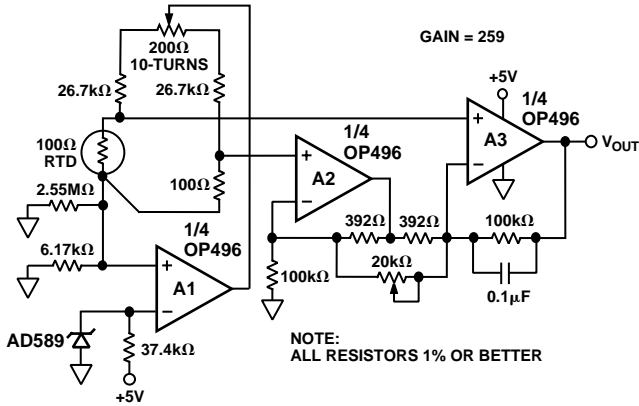 200Ω
10-TURNS
GAIN = 259
26.7kΩ
26.7kΩ
+5V
1/4
OP496
100Ω
RTD
1/4
OP496
A3
VOUT
100Ω
A2
2.55MΩ
1/4
OP496
392Ω
392Ω
100kΩ
6.17kΩ
A1
100kΩ
20kΩ
0.1µF
AD589
37.4kΩ
+5V
NOTE:
ALL RESISTORS 1% OR BETTER